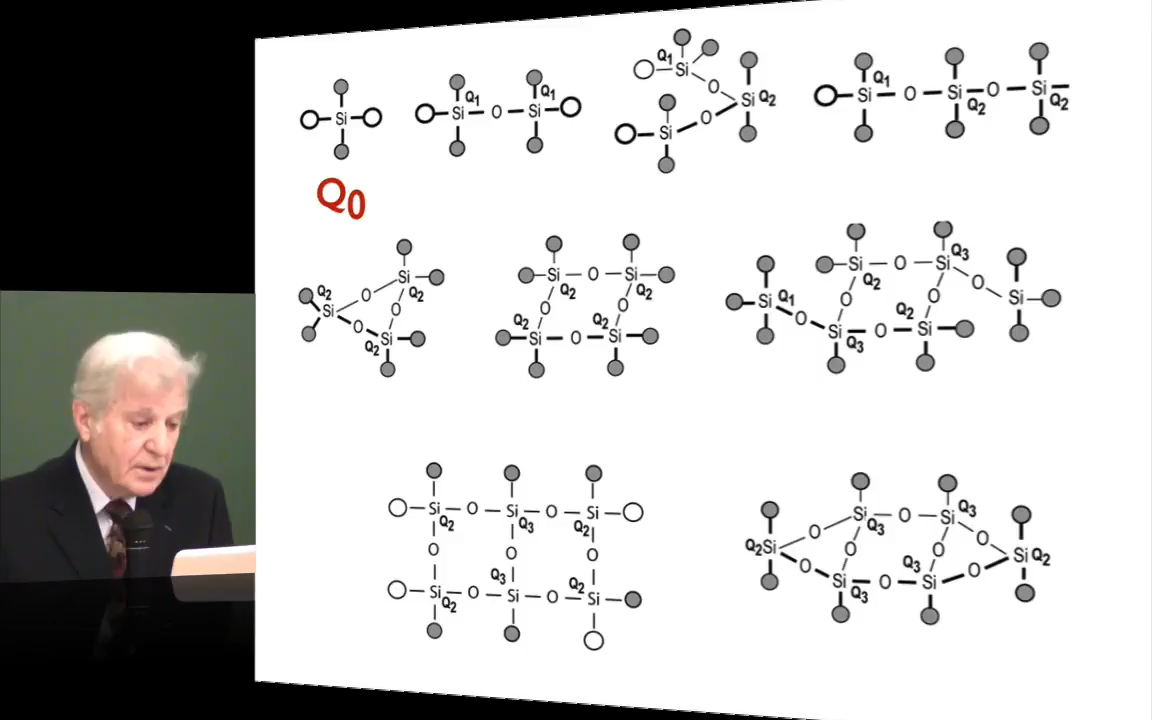 Si
Q0
Q1 Q1
Si O Si
Q1 Si
O
Si Q2
O
Si
Q1
Si O Si O Si
Q2 Q2
Si
Q2 O Q2
Si O
O Si
Q2
Si O Si
Q2 Q2
O O
Q2 Q2
Si O Si
Q3
Si O Si
Q2 O
Si Q1 O O Si
O Q2
Si O Si
Q3
Si O Si O Si
Q2 Q3 Q2
O O O
Q3 Q2
Si O Si O Si
Q2
Q3
Si O Si
Q3
O O
Q2Si O O Si Q2
O Q3 O
Si O Si
Q3